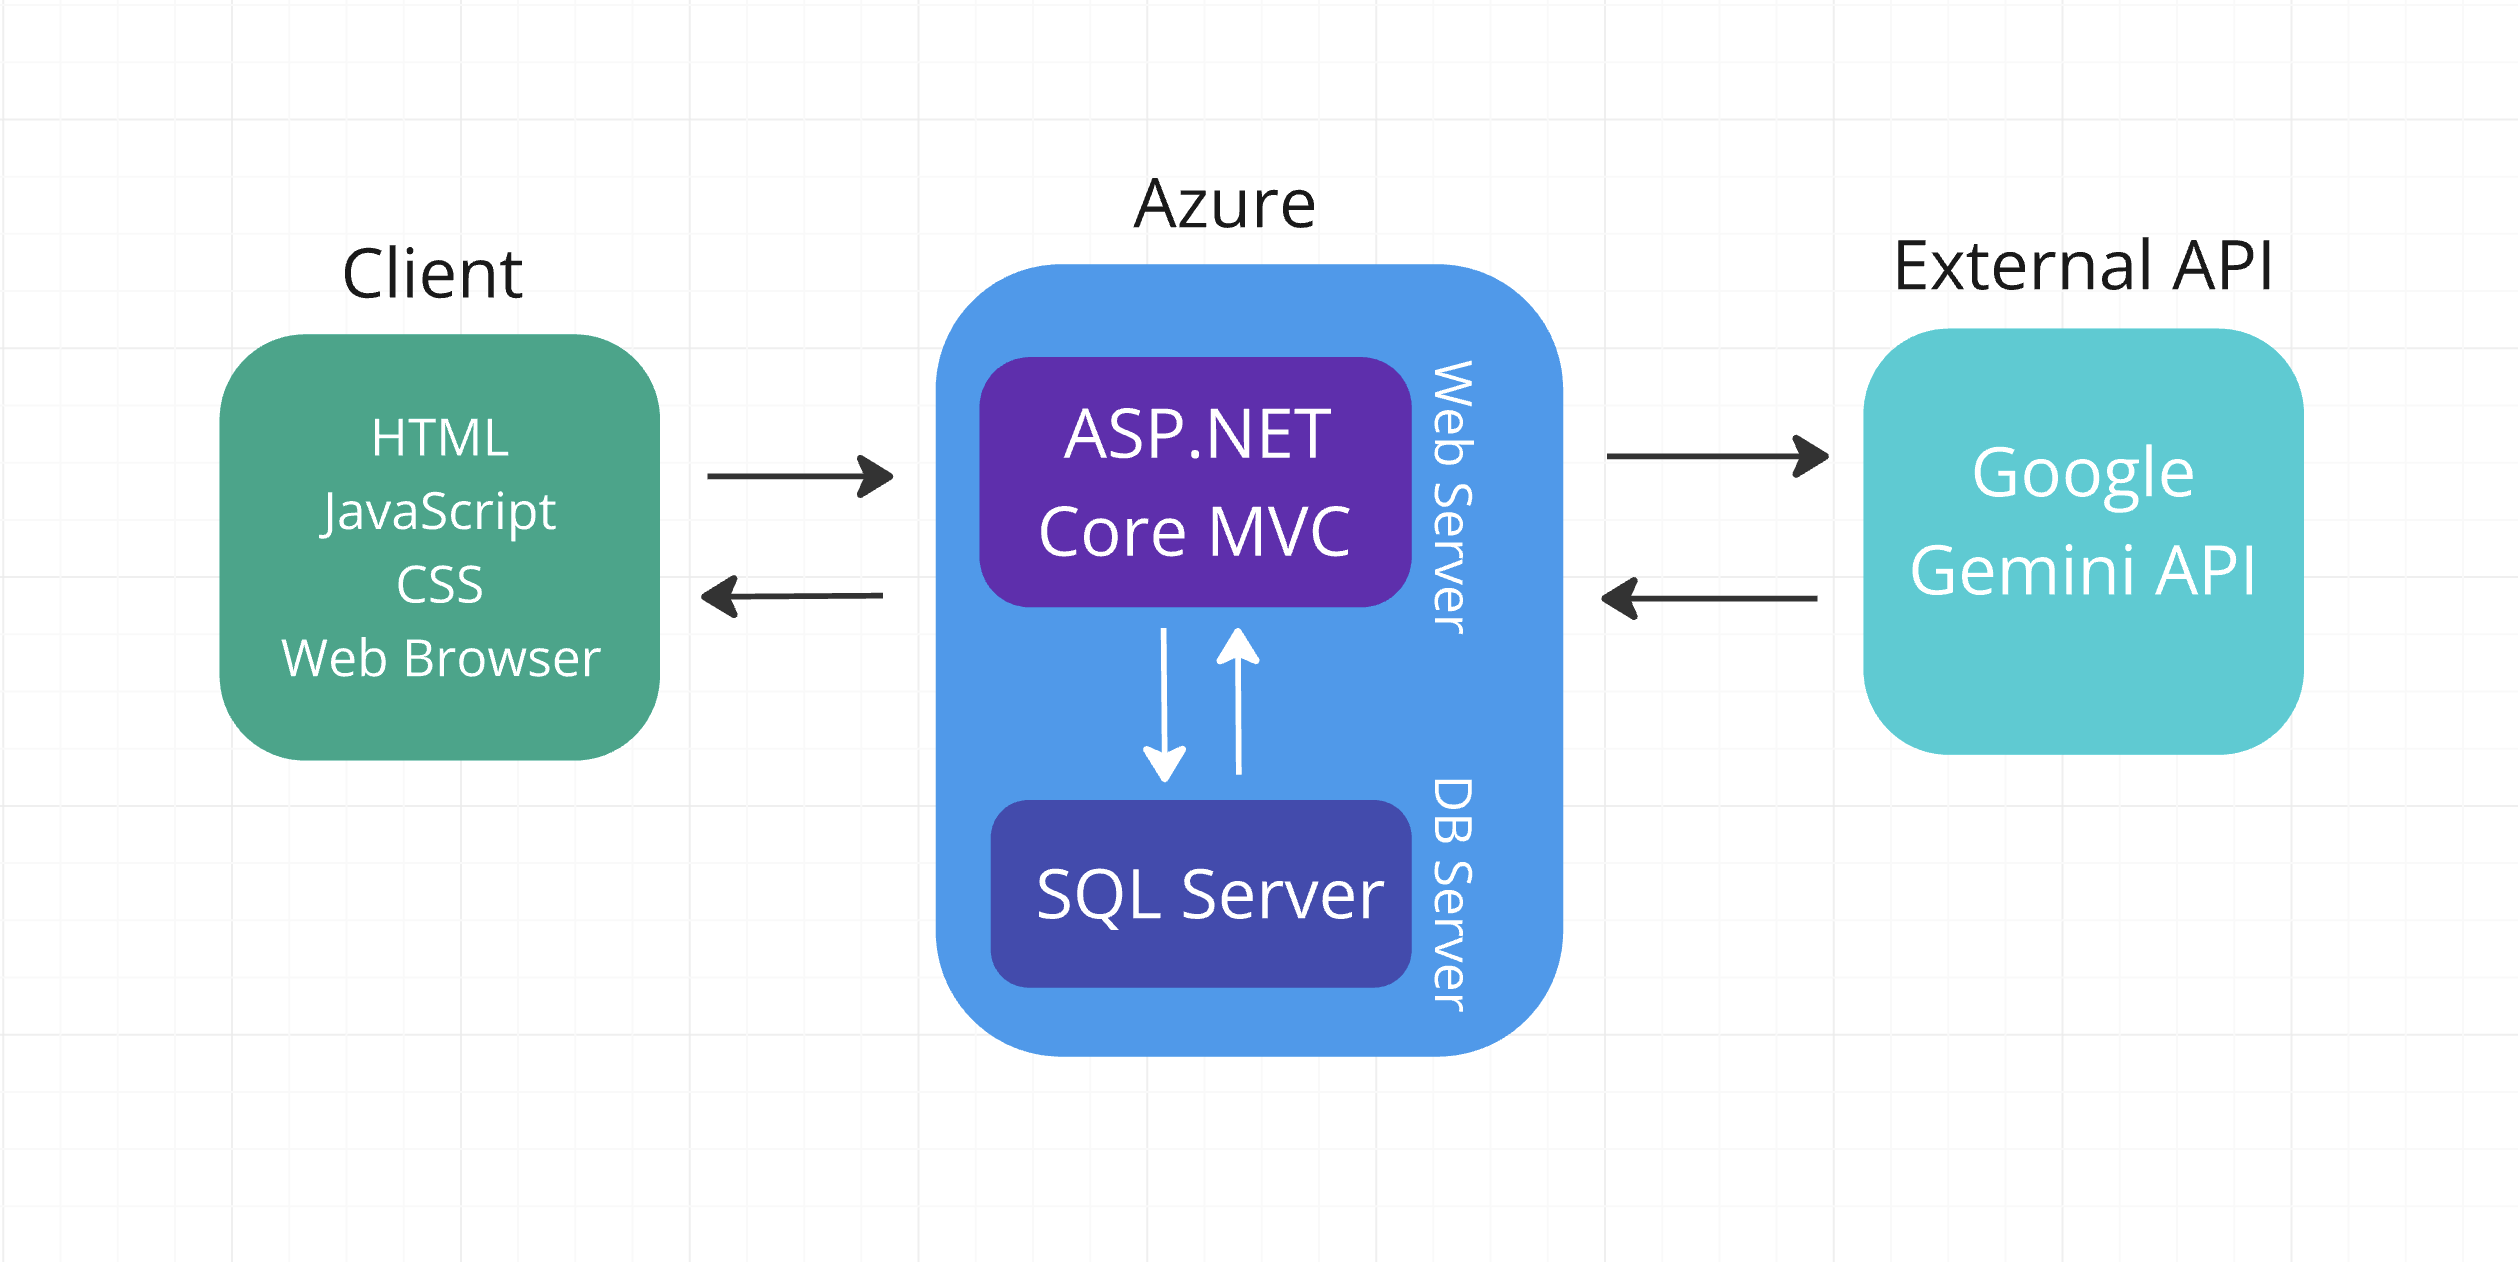 Client
HTML
JavaScript
CSS
Web Browser
Azure
ASP.NET
Core MVC
Web Server
SQL Server
DB Server
External API
Google
Gemini API